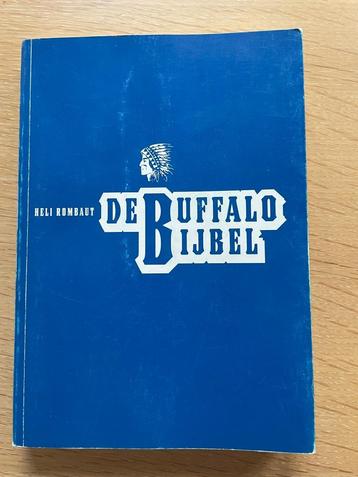 HELI ROMBAUT
DE BUFFALO
BIJBEL